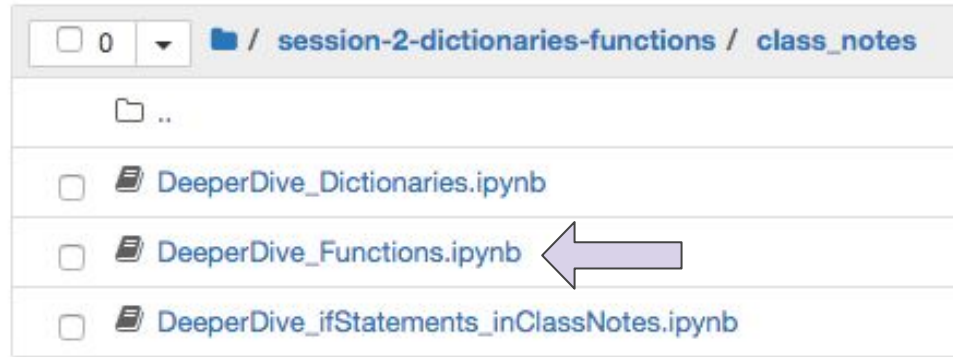 0 / session-2-dictionaries-functions / class_notes
..
DeeperDive_Dictionaries.ipynb
DeeperDive_Functions.ipynb
DeeperDive_ifStatements_inClassNotes.ipynb